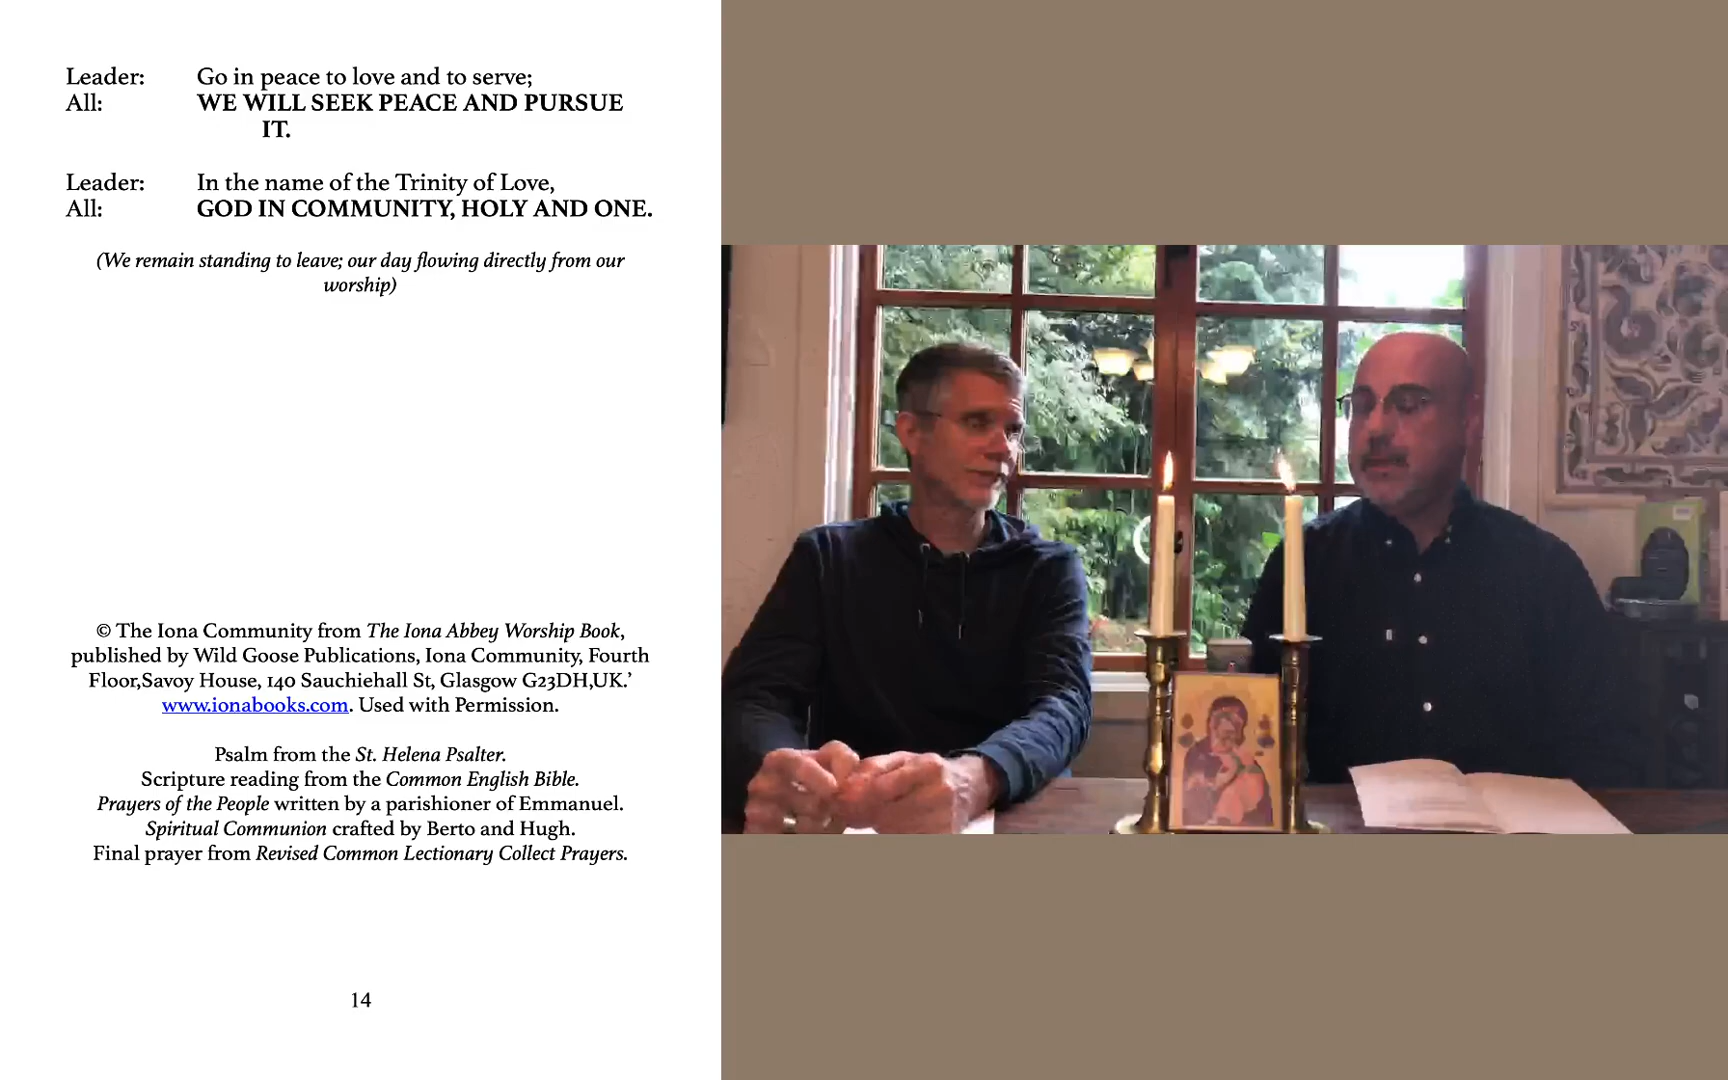 Leader: Go in peace to love and to serve;
All: WE WILL SEEK PEACE AND PURSUE
IT.
Leader: In the name of the Trinity of Love,
All: GOD IN COMMUNITY, HOLY AND ONE.
(We remain standing to leave; our day flowing directly from our
worship)
© The Iona Community from The Iona Abbey Worship Book,
published by Wild Goose Publications, Iona Community, Fourth
Floor,Savoy House, 140 Sauchiehall St, Glasgow G23DH,UK.’
www.ionabooks.com. Used with Permission.
Psalm from the St. Helena Psalter.
Scripture reading from the Common English Bible.
Prayers of the People written by a parishioner of Emmanuel.
Spiritual Communion crafted by Berto and Hugh.
Final prayer from Revised Common Lectionary Collect Prayers.
14